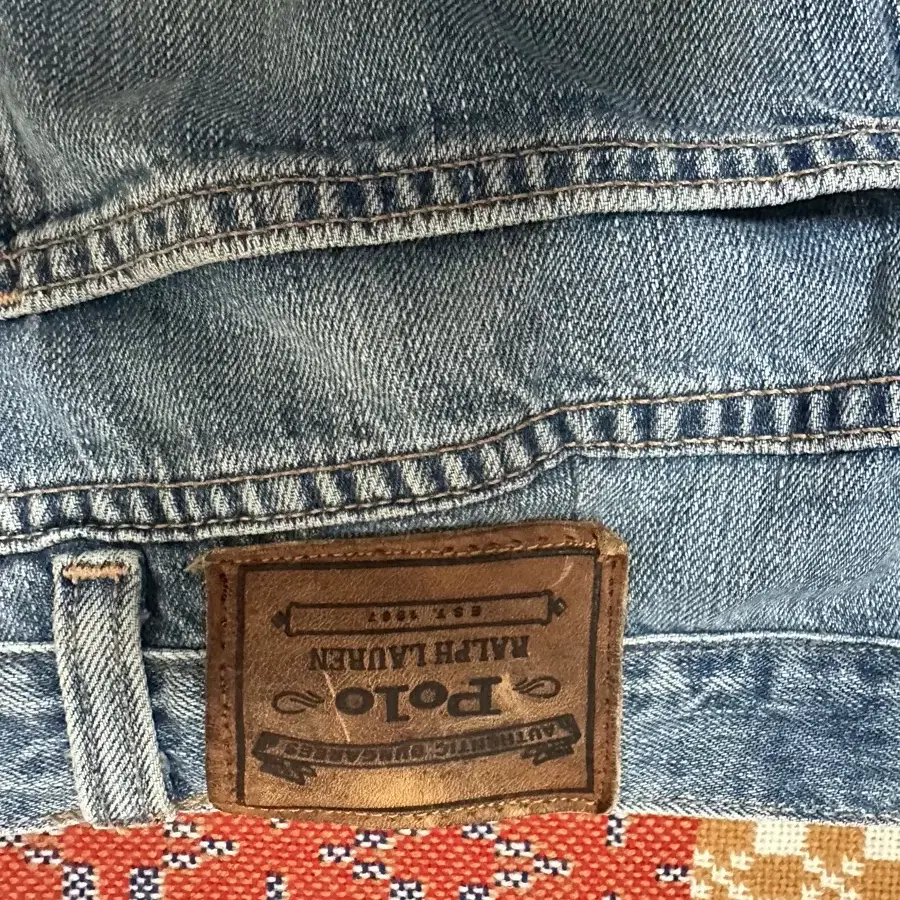 AUTHENTIC DUNGAREES
Polo
RALPH LAUREN
EST. 1967